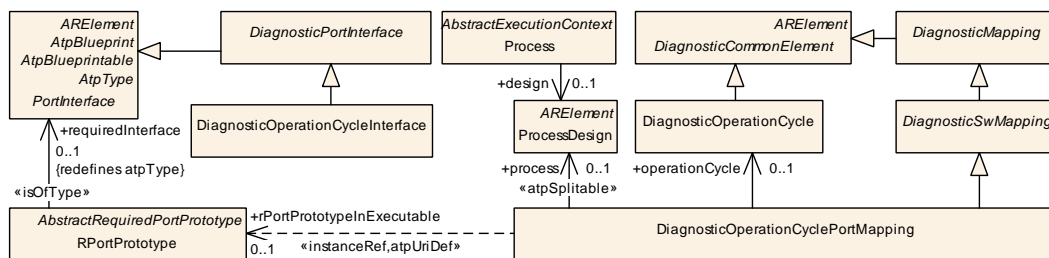 ARElement
AtpBlueprint
AtpBlueprintable
AtpType
PortInterface
DiagnosticPortInterface
AbstractExecutionContext
Process
ARElement
DiagnosticCommonElement
DiagnosticMapping
+design
0..1
DiagnosticOperationCycleInterface
ARElement
ProcessDesign
DiagnosticOperationCycle
DiagnosticSwMapping
+requiredInterface
0..1
{redefines atpType}
«isOfType»
+process
0..1
«atpSplitable»
+operationCycle
0..1
AbstractRequiredPortPrototype
RPortPrototype
+rPortPrototypeInExecutable
0..1
«instanceRef,atpUriDef»
DiagnosticOperationCyclePortMapping